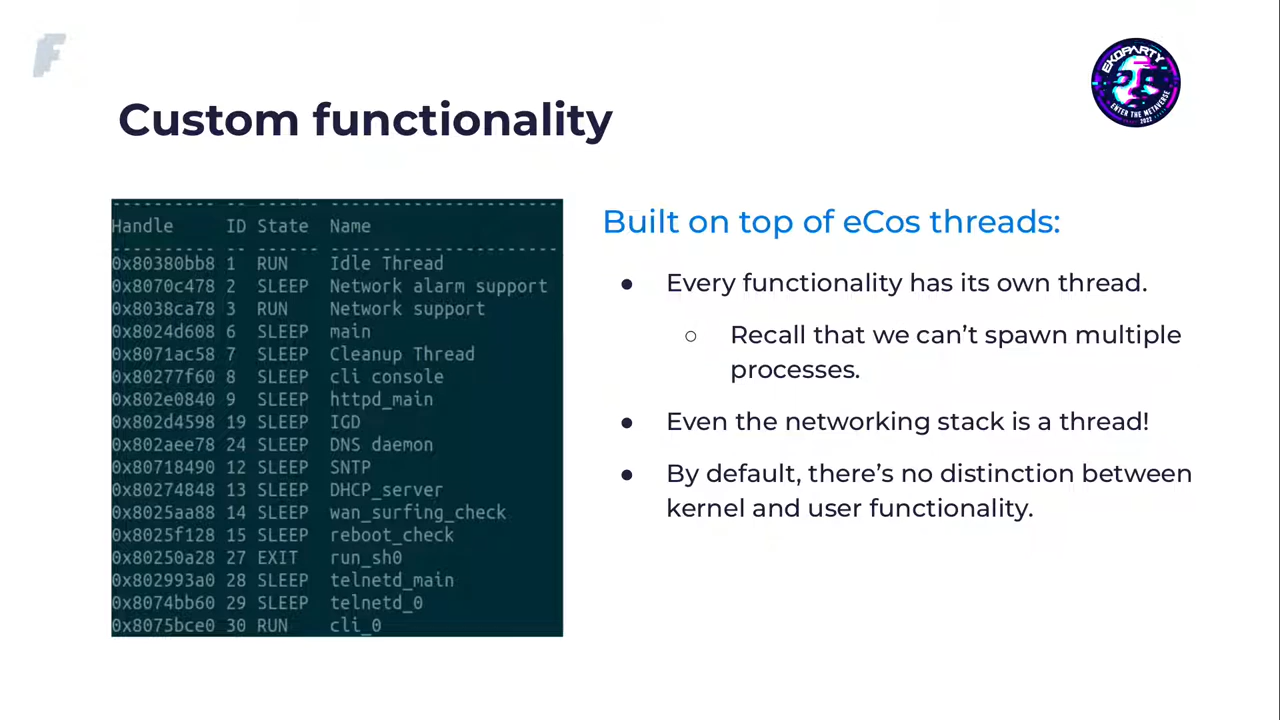 F
EKOPARTY
ENTER THE METAVERSE
2022
Custom functionality
---------- -- ------ ----------------------
Handle     ID State  Name
---------- -- ------ ----------------------
0x80380bb8 1  RUN    Idle Thread
0x8070c478 2  SLEEP  Network alarm support
0x8038ca78 3  RUN    Network support
0x8024d608 6  SLEEP  main
0x8071ac58 7  SLEEP  Cleanup Thread
0x80277f60 8  SLEEP  cli console
0x802e0840 9  SLEEP  httpd_main
0x802d4598 19 SLEEP  IGD
0x802aee78 24 SLEEP  DNS daemon
0x80718490 12 SLEEP  SNTP
0x80274848 13 SLEEP  DHCP_server
0x8025aa88 14 SLEEP  wan_surfing_check
0x8025f128 15 SLEEP  reboot_check
0x80250a28 27 EXIT   run_sh0
0x802993a0 28 SLEEP  telnetd_main
0x8074bb60 29 SLEEP  telnetd_0
0x8075bce0 30 RUN    cli_0
Built on top of eCos threads:
● Every functionality has its own thread.
○ Recall that we can’t spawn multiple
processes.
● Even the networking stack is a thread!
● By default, there’s no distinction between
kernel and user functionality.